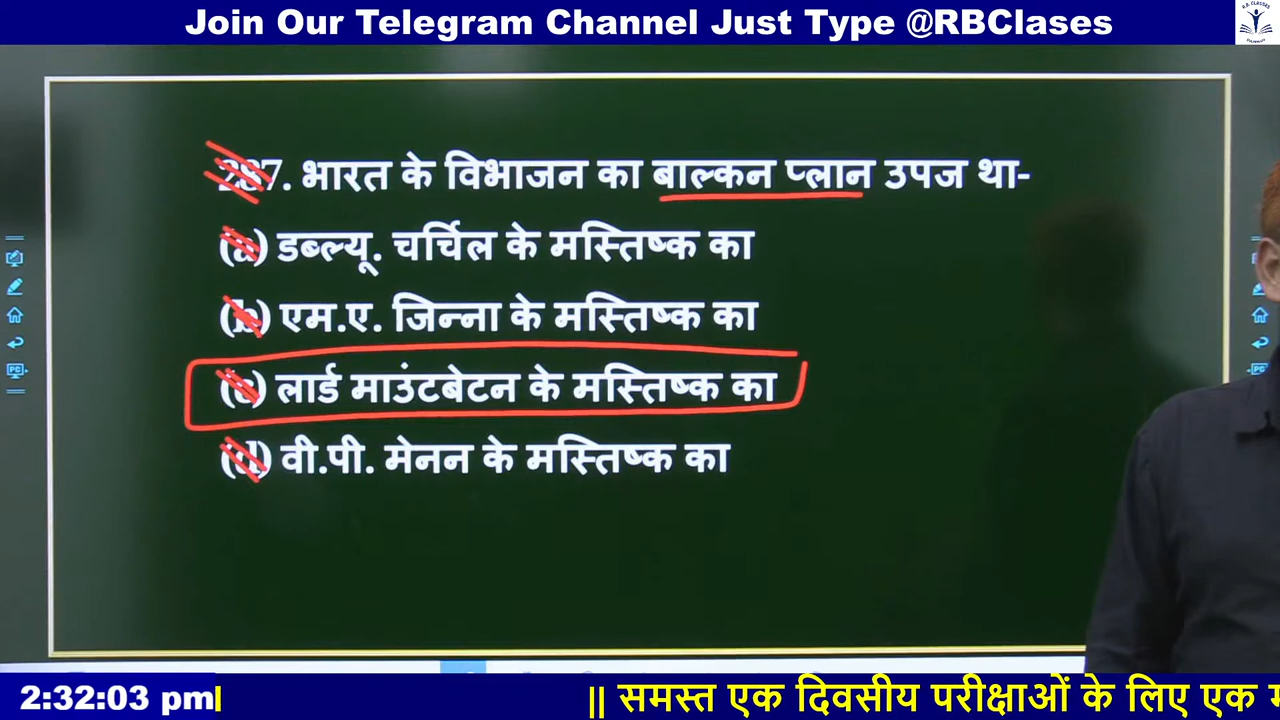 Join Our Telegram Channel Just Type @RBClases
287. भारत के विभाजन का बाल्कन प्लान उपज था-
(a) डब्ल्यू. चर्चिल के मस्तिष्क का
(b) एम.ए. जिन्ना के मस्तिष्क का
(c) लार्ड माउंटबेटन के मस्तिष्क का
(d) वी.पी. मेनन के मस्तिष्क का
2:32:03 pm
|| समस्त एक दिवसीय परीक्षाओं के लिए एक